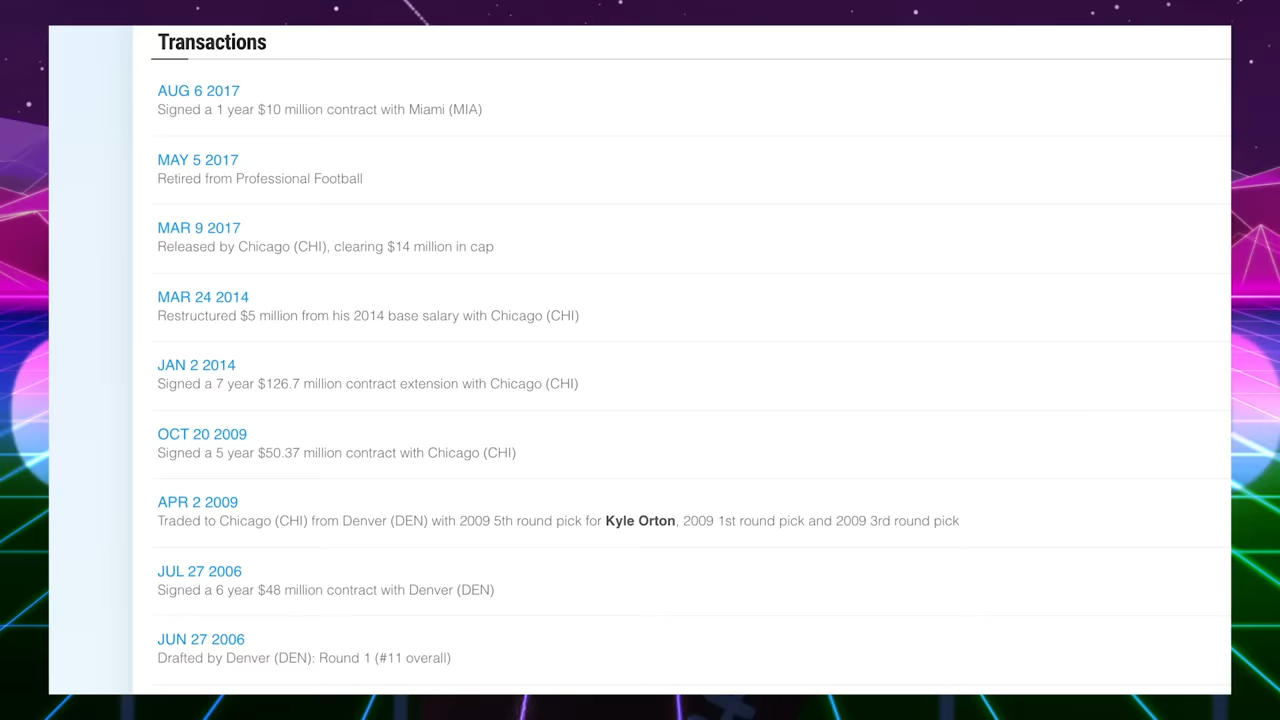 Transactions
AUG 6 2017
Signed a 1 year $10 million contract with Miami (MIA)
MAY 5 2017
Retired from Professional Football
MAR 9 2017
Released by Chicago (CHI), clearing $14 million in cap
MAR 24 2014
Restructured $5 million from his 2014 base salary with Chicago (CHI)
JAN 2 2014
Signed a 7 year $126.7 million contract extension with Chicago (CHI)
OCT 20 2009
Signed a 5 year $50.37 million contract with Chicago (CHI)
APR 2 2009
Traded to Chicago (CHI) from Denver (DEN) with 2009 5th round pick for Kyle Orton, 2009 1st round pick and 2009 3rd round pick
JUL 27 2006
Signed a 6 year $48 million contract with Denver (DEN)
JUN 27 2006
Drafted by Denver (DEN): Round 1 (#11 overall)